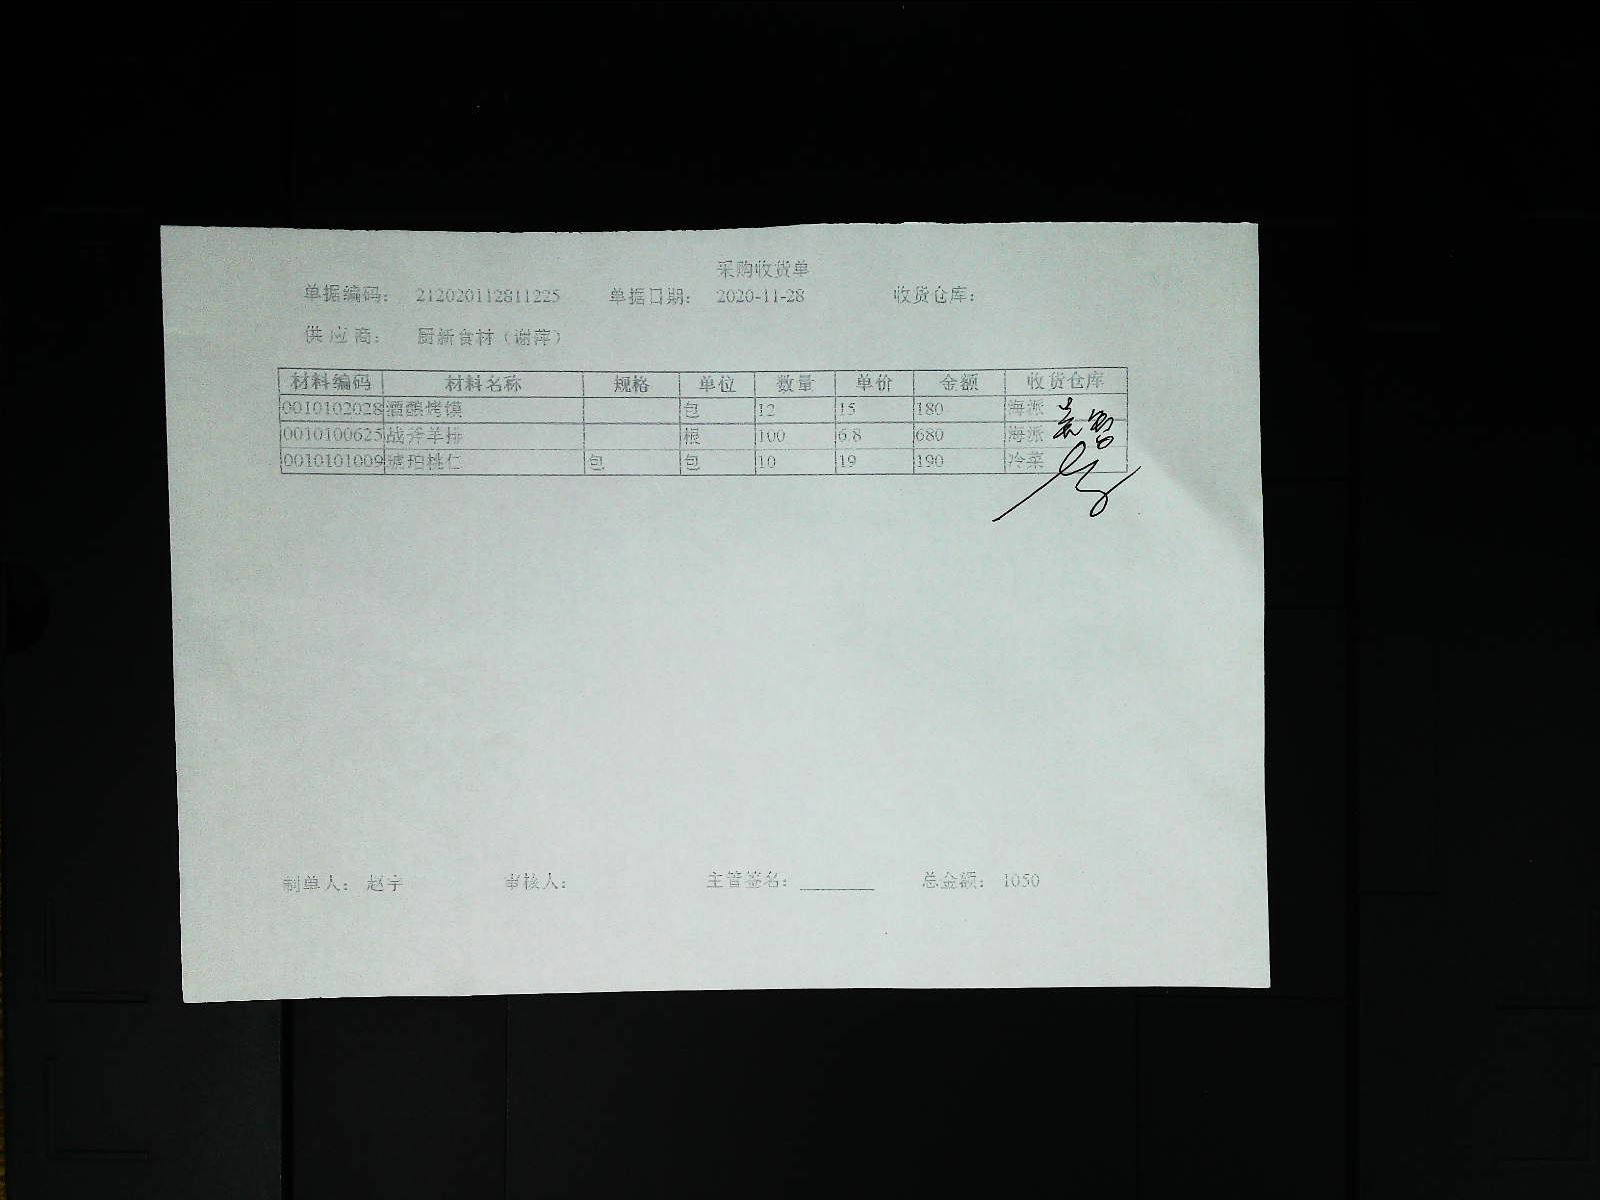 采购收货单
单据编码： 212020112811225 单据日期： 2020-11-28 收货仓库：
供 应 商： 厨新食材（谢萍）
材料编码 材料名称 规格 单位 数量 单价 金额 收货仓库
0010102028 酒酿烤馍 包 12 15 180 海派
0010100625 战斧羊排 根 100 6.8 680 海派
0010101009 琥珀桃仁 包 包 10 19 190 冷菜
制单人： 赵宇 审核人： 主管签名：________ 总金额： 1050